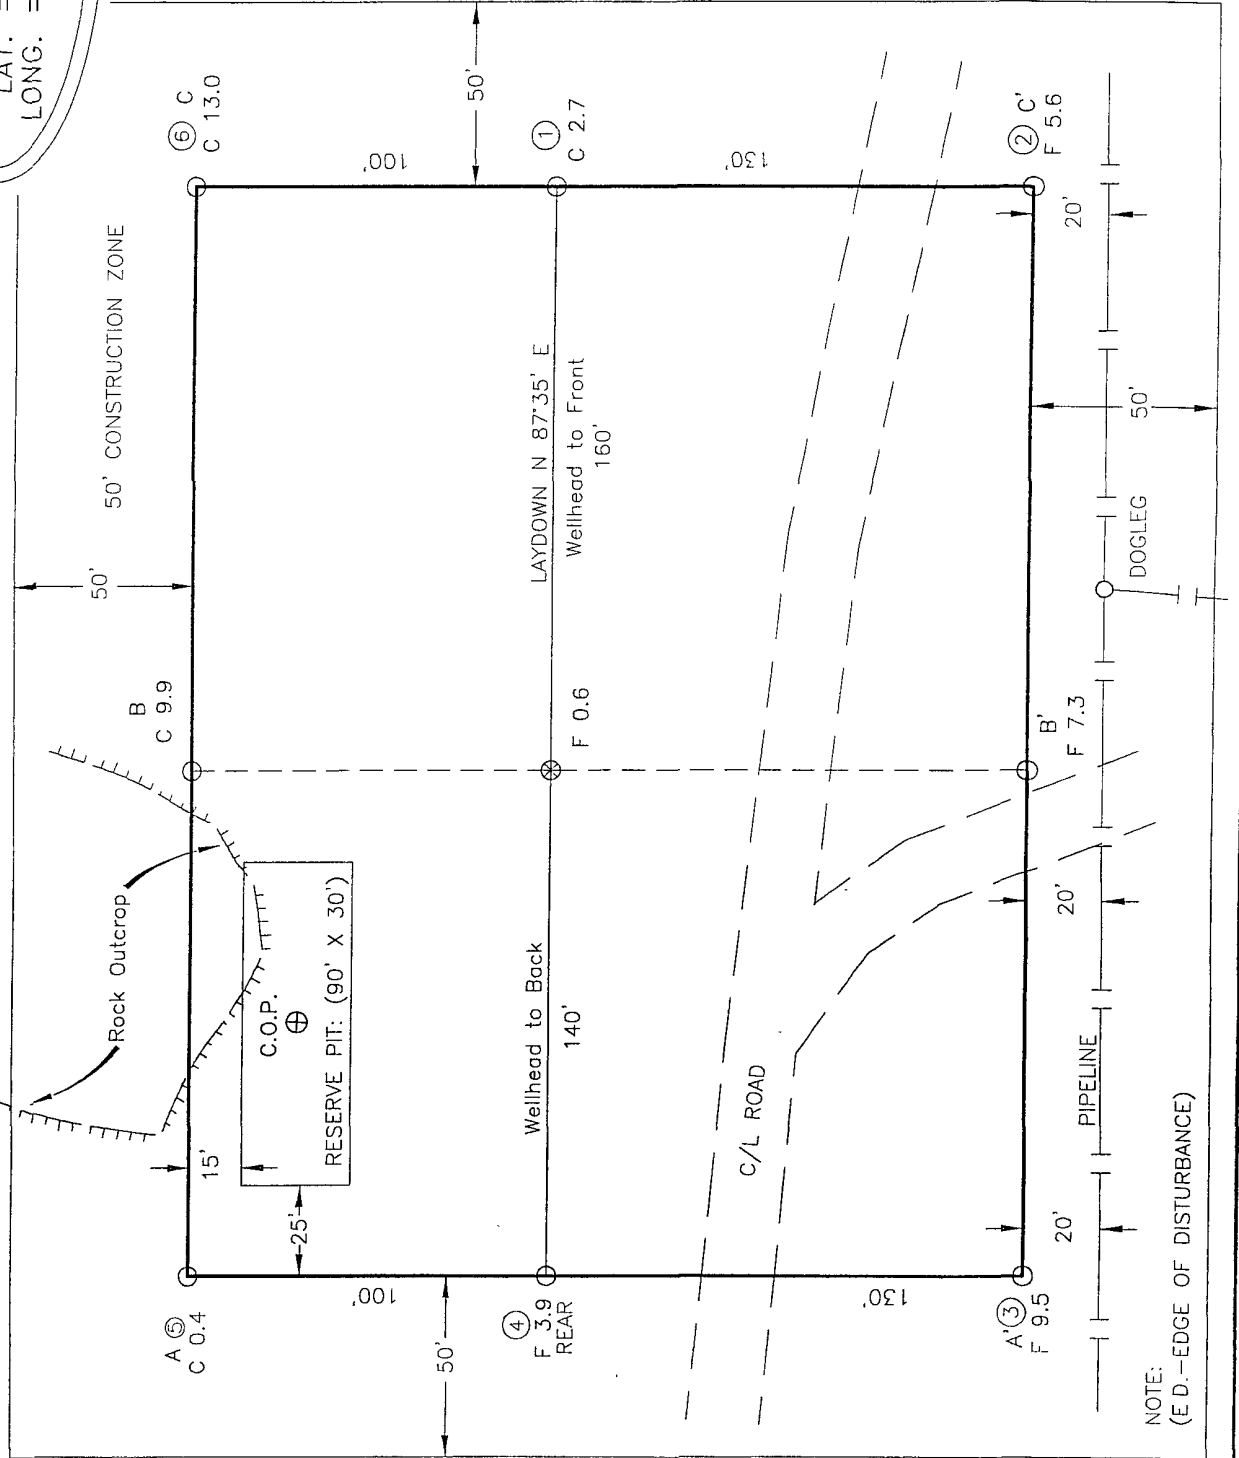 LAT. =
LONG. =
50'
⑥ C
C 13.0
50' CONSTRUCTION ZONE
100'
50'
①
C 2.7
130'
② C'
F 5.6
20'
LAYDOWN N 87°35' E
Wellhead to Front
160'
50'
DOGLEG
B
C 9.9
F 0.6
B'
F 7.3
Rock Outcrop
C.O.P.
RESERVE PIT: (90' X 30')
15'
25'
Wellhead to Back
140'
C/L ROAD
20'
PIPELINE
20'
A ⑤
C 0.4
100'
50'
④
F 3.9
REAR
130'
A' ③
F 9.5
NOTE:
(E D.-EDGE OF DISTURBANCE)